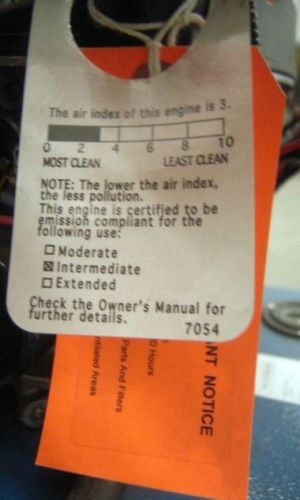 The air index of this engine is 3.
0 2 4 6 8 10
MOST CLEAN LEAST CLEAN
NOTE: The lower the air index,
the less pollution.
This engine is certified to be
emission compliant for the
following use:
Moderate
Intermediate
Extended
Check the Owner's Manual for
further details.
7054
NT NOTICE
0 Hours
Parts And Filters
ntilated Areas